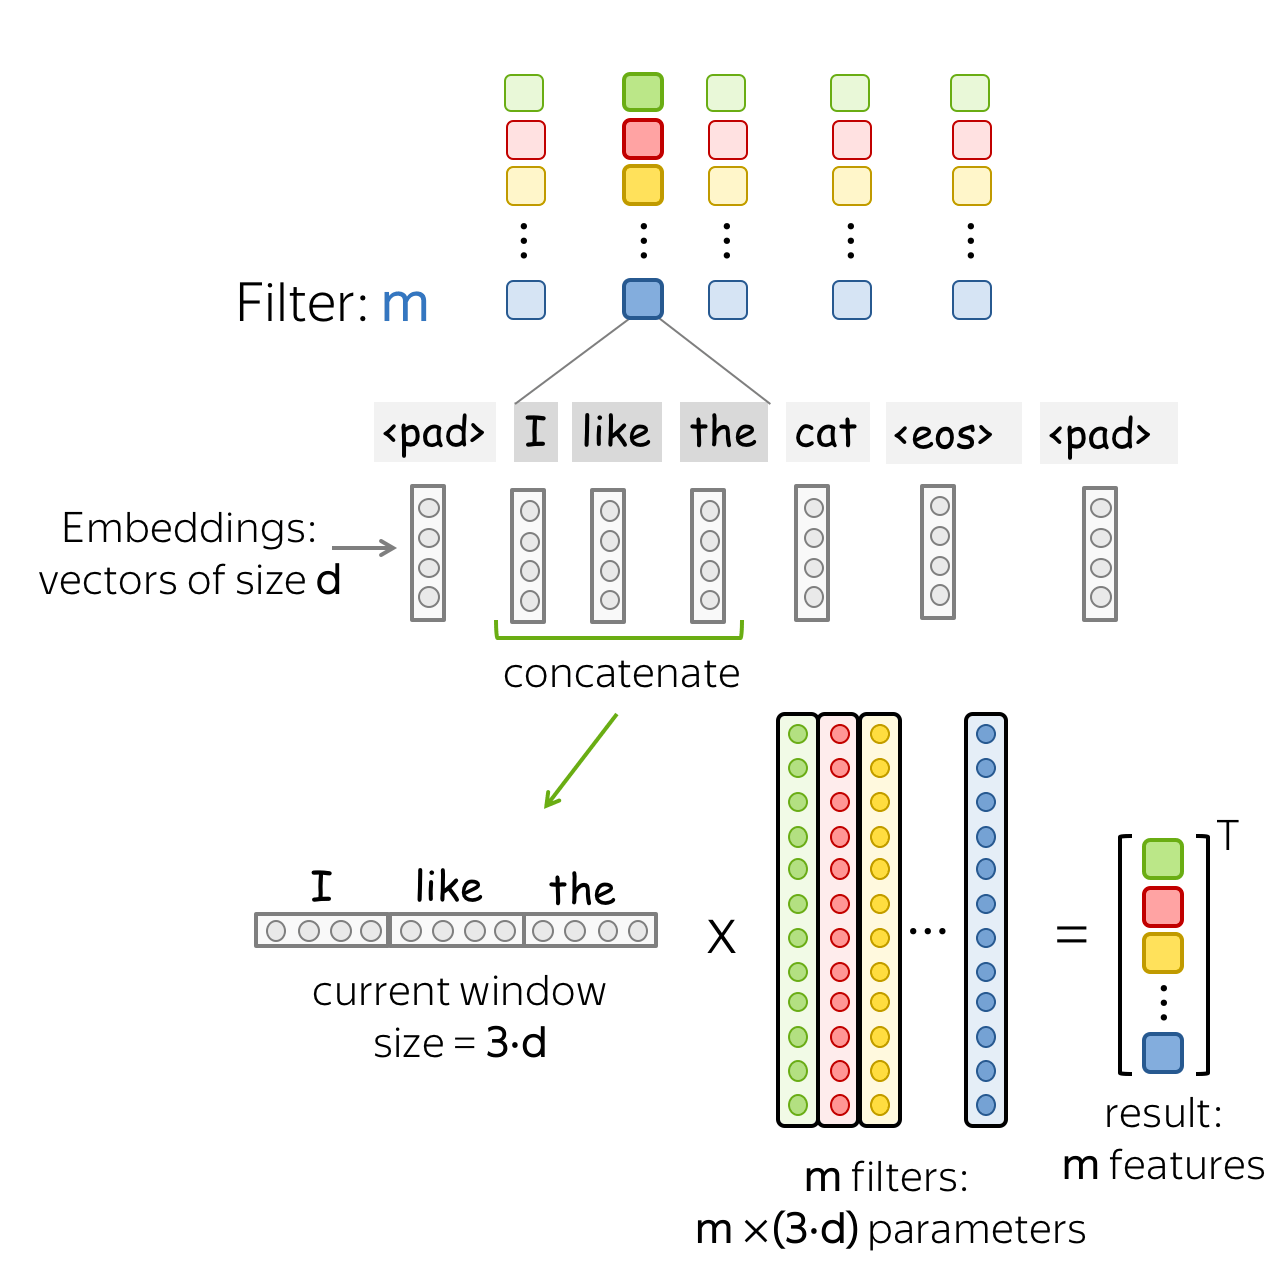 Filter: m
<pad> I like the cat <eos> <pad>
Embeddings:
vectors of size d
concatenate
I like the
current window
size = 3·d
X
...
=
T
result:
m features
m filters:
m ×(3·d) parameters